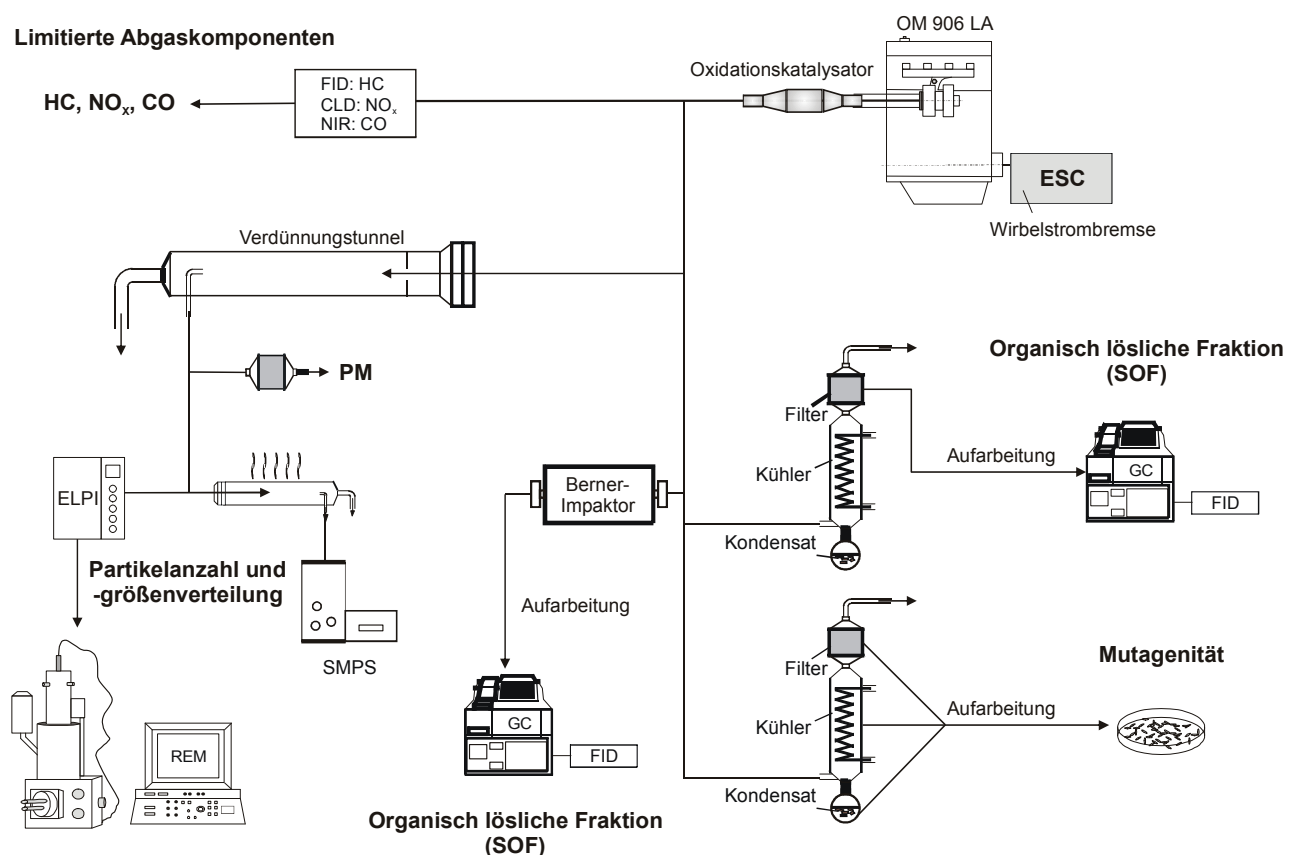 OM 906 LA
Limitierte Abgaskomponenten
Oxidationskatalysator
FID: HC
CLD: NOₓ
NIR: CO
HC, NOₓ, CO
ESC
Wirbelstrombremse
Verdünnungstunnel
PM
Organisch lösliche Fraktion
(SOF)
Filter
Kühler
Aufarbeitung
GC
FID
Kondensat
Berner-
Impaktor
ELPI
Partikelanzahl und
-größenverteilung
SMPS
Aufarbeitung
GC
FID
Organisch lösliche Fraktion
(SOF)
REM
Filter
Kühler
Kondensat
Aufarbeitung
Mutagenität